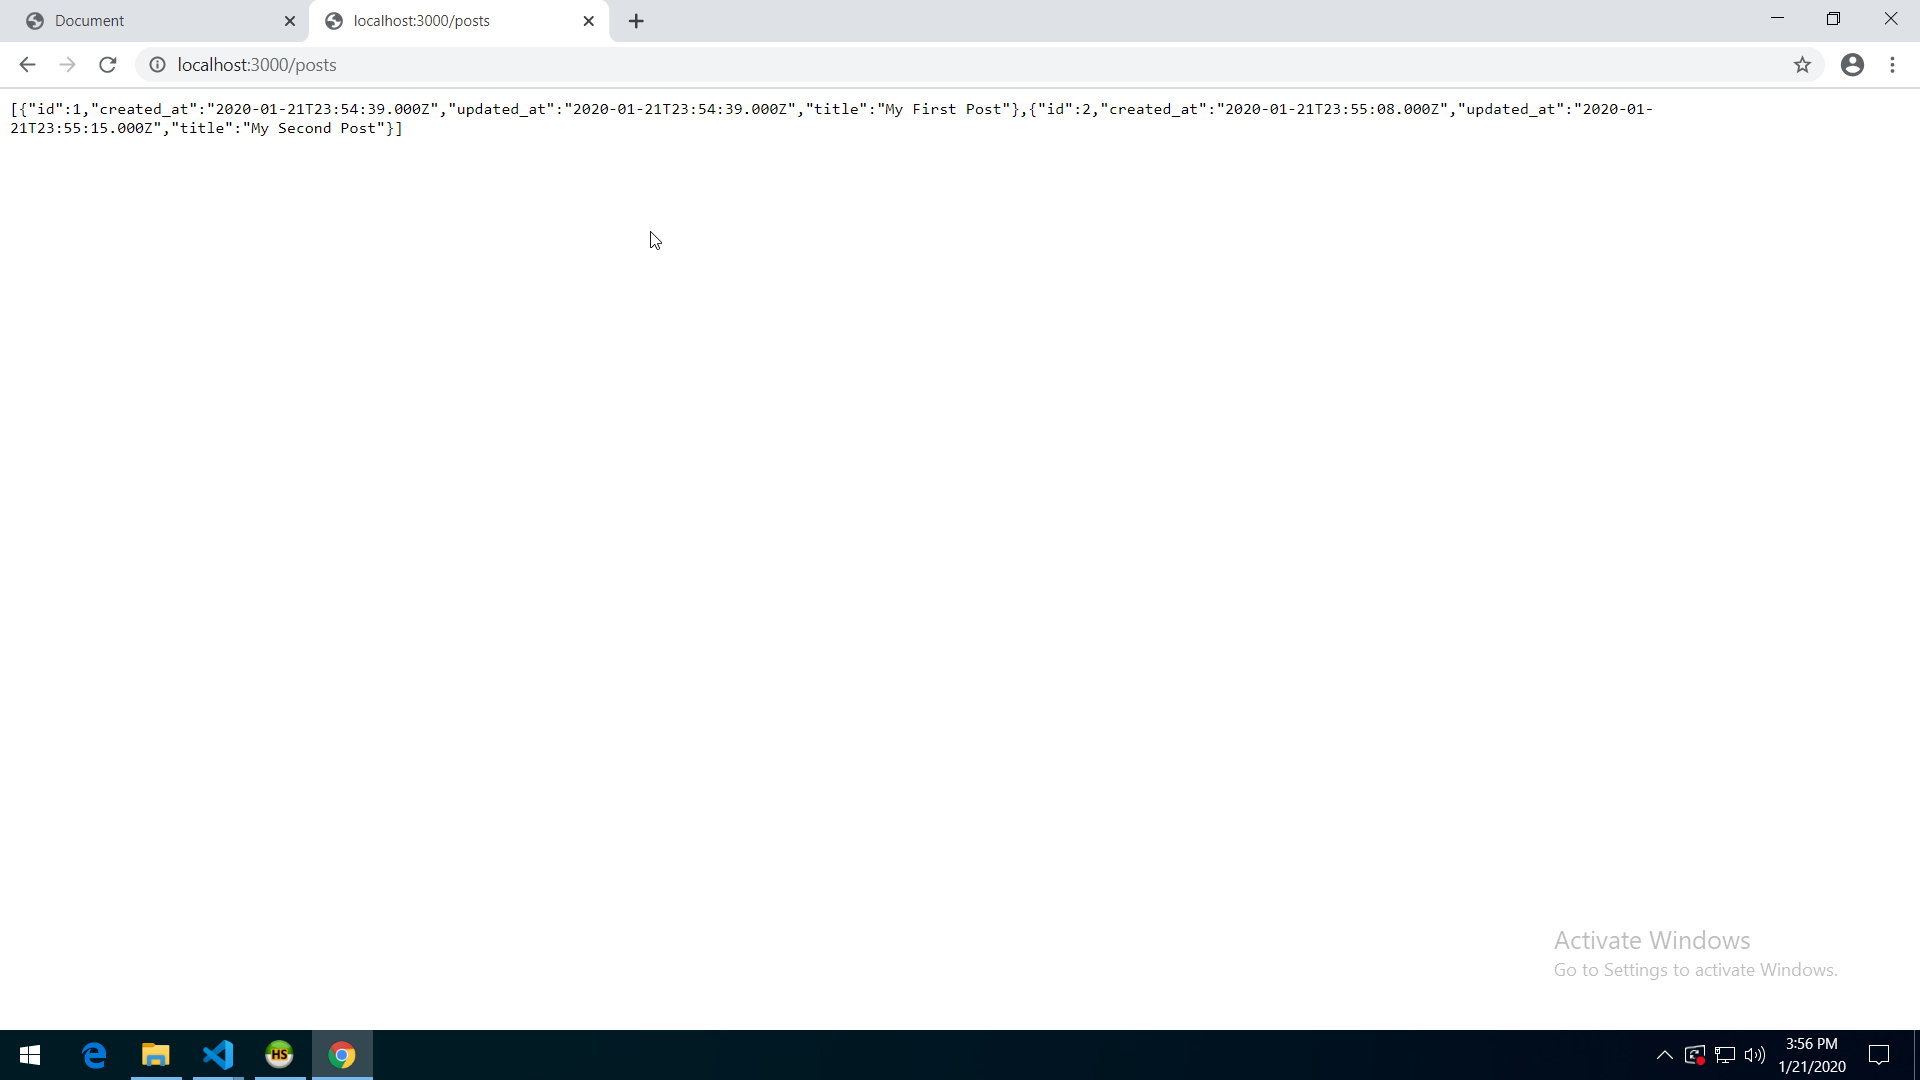 Document
localhost:3000/posts
localhost:3000/posts
[{"id":1,"created_at":"2020-01-21T23:54:39.000Z","updated_at":"2020-01-21T23:54:39.000Z","title":"My First Post"},{"id":2,"created_at":"2020-01-21T23:55:08.000Z","updated_at":"2020-01-
21T23:55:15.000Z","title":"My Second Post"}]
Activate Windows
Go to Settings to activate Windows.
HS
3:56 PM
1/21/2020